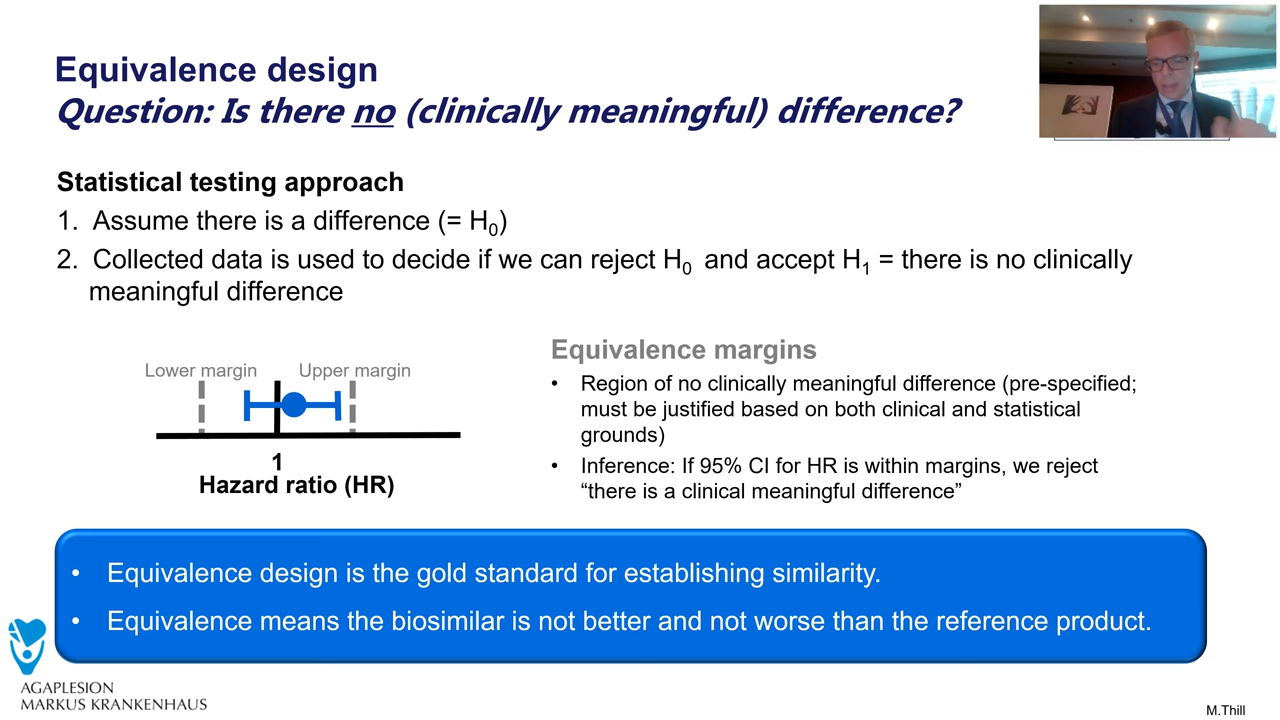 Equivalence design
Question: Is there no (clinically meaningful) difference?
Statistical testing approach
1. Assume there is a difference (= H0)
2. Collected data is used to decide if we can reject H0 and accept H1 = there is no clinically
meaningful difference
Lower margin Upper margin
1
Hazard ratio (HR)
Equivalence margins
• Region of no clinically meaningful difference (pre-specified;
must be justified based on both clinical and statistical
grounds)
• Inference: If 95% CI for HR is within margins, we reject
“there is a clinical meaningful difference”
• Equivalence design is the gold standard for establishing similarity.
• Equivalence means the biosimilar is not better and not worse than the reference product.
AGAPLESION
MARKUS KRANKENHAUS
M.Thill